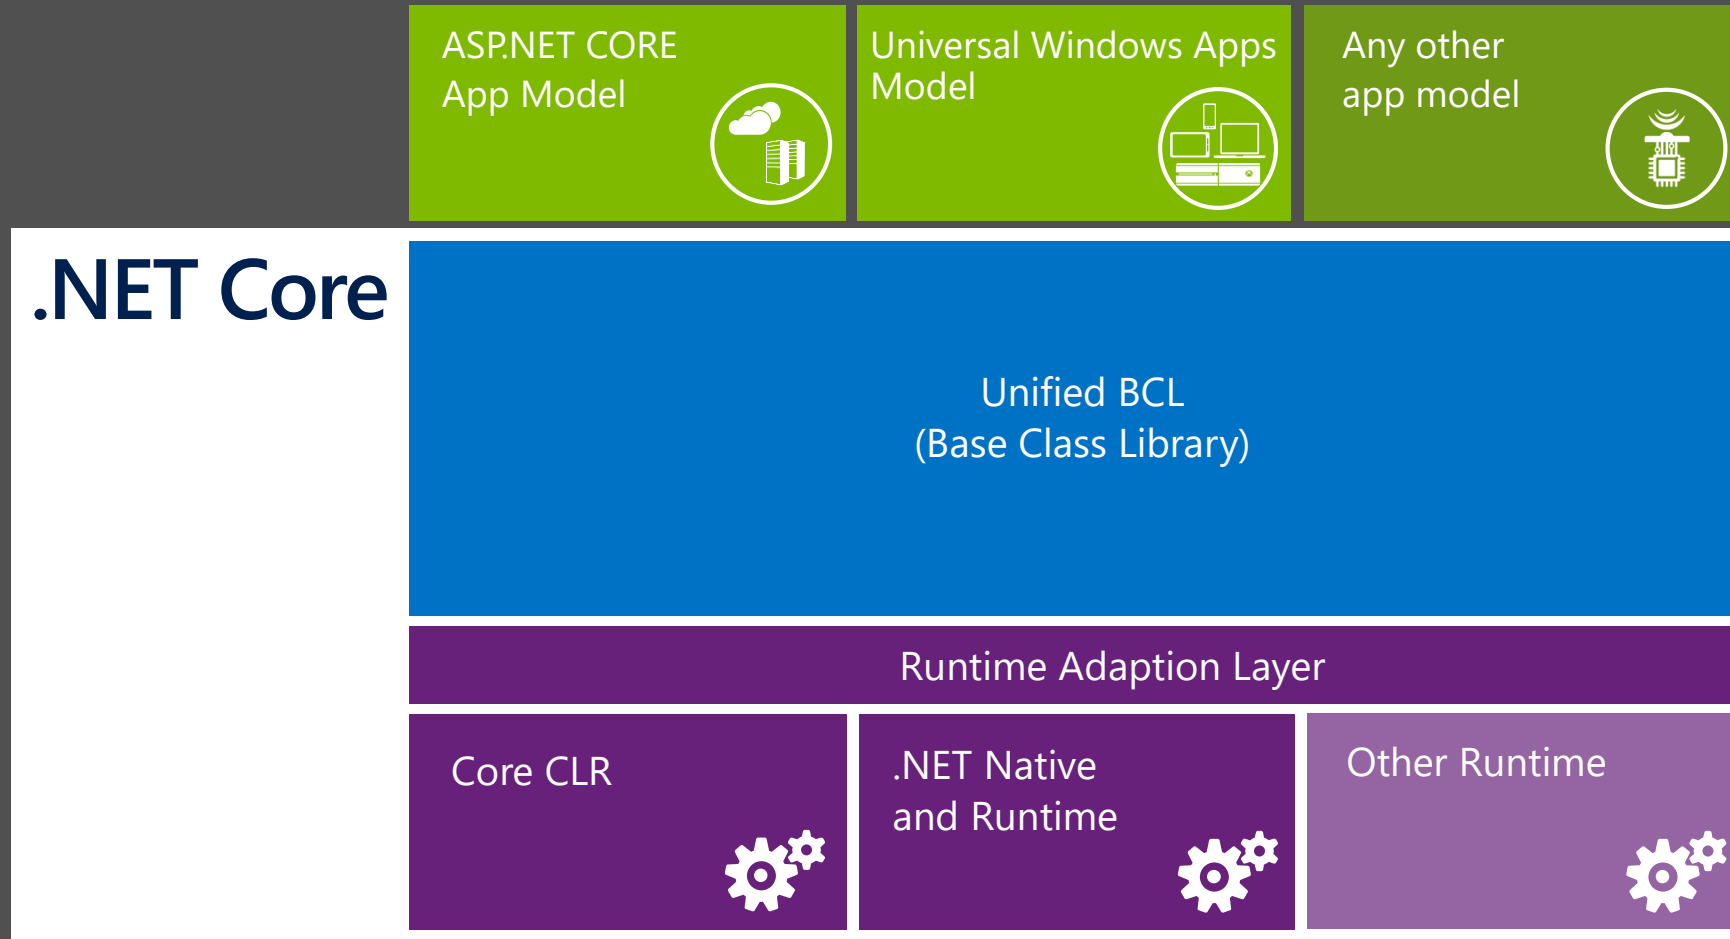 ASP.NET CORE
App Model
Universal Windows Apps
Model
Any other
app model
.NET Core
Unified BCL
(Base Class Library)
Runtime Adaption Layer
Core CLR
.NET Native
and Runtime
Other Runtime